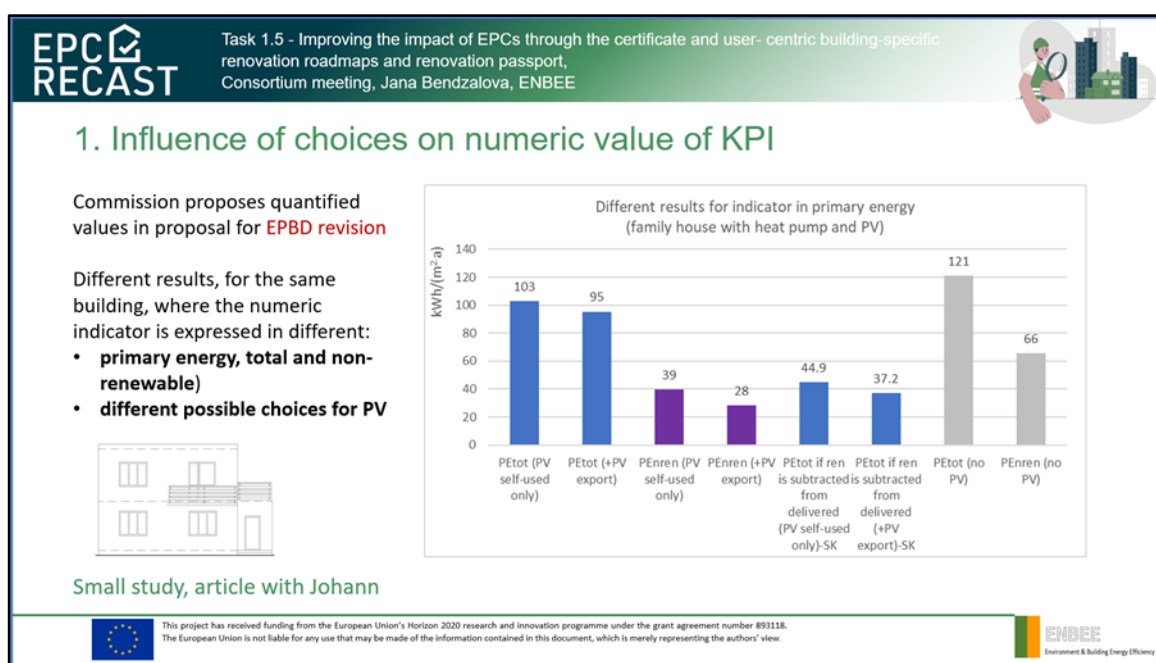 EPC
RECAST
Task 1.5 - Improving the impact of EPCs through the certificate and user- centric building-specific
renovation roadmaps and renovation passport,
Consortium meeting, Jana Bendzalova, ENBEE
1. Influence of choices on numeric value of KPI
Commission proposes quantified
values in proposal for EPBD revision
Different results, for the same
building, where the numeric
indicator is expressed in different:
• primary energy, total and non-
renewable)
• different possible choices for PV
Small study, article with Johann
Different results for indicator in primary energy
(family house with heat pump and PV)
kWh/(m²·a)
140
120
100
80
60
40
20
0
103
95
39
28
44.9
37.2
121
66
PEtot (PV
self-used
only)
PEtot (+PV
export)
PEnren (PV
self-used
only)
PEnren (+PV
export)
PEtot if ren
is subtracted
from
delivered
(PV self-used
only)-SK
PEtot if ren
is subtracted
from
delivered
(+PV
export)-SK
PEtot (no
PV)
PEnren (no
PV)
This project has received funding from the European Union's Horizon 2020 research and innovation programme under the grant agreement number 893118.
The European Union is not liable for any use that may be made of the information contained in this document, which is merely representing the authors' view.
ENBEE
Environment & Building Energy Efficiency